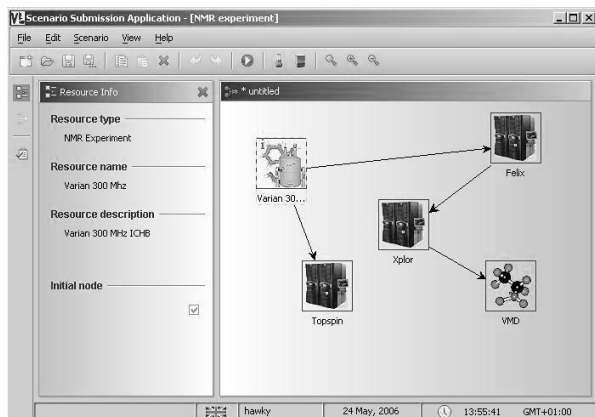 Scenario Submission Application - [NMR experiment]
File Edit Scenario View Help
Resource Info
* untitled
Resource type
NMR Experiment
Resource name
Varian 300 Mhz
Resource description
Varian 300 MHz ICHB
Initial node
1
Varian 30...
Felix
Xplor
Topspin
VMD
hawky
24 May, 2006
13:55:41
GMT+01:00